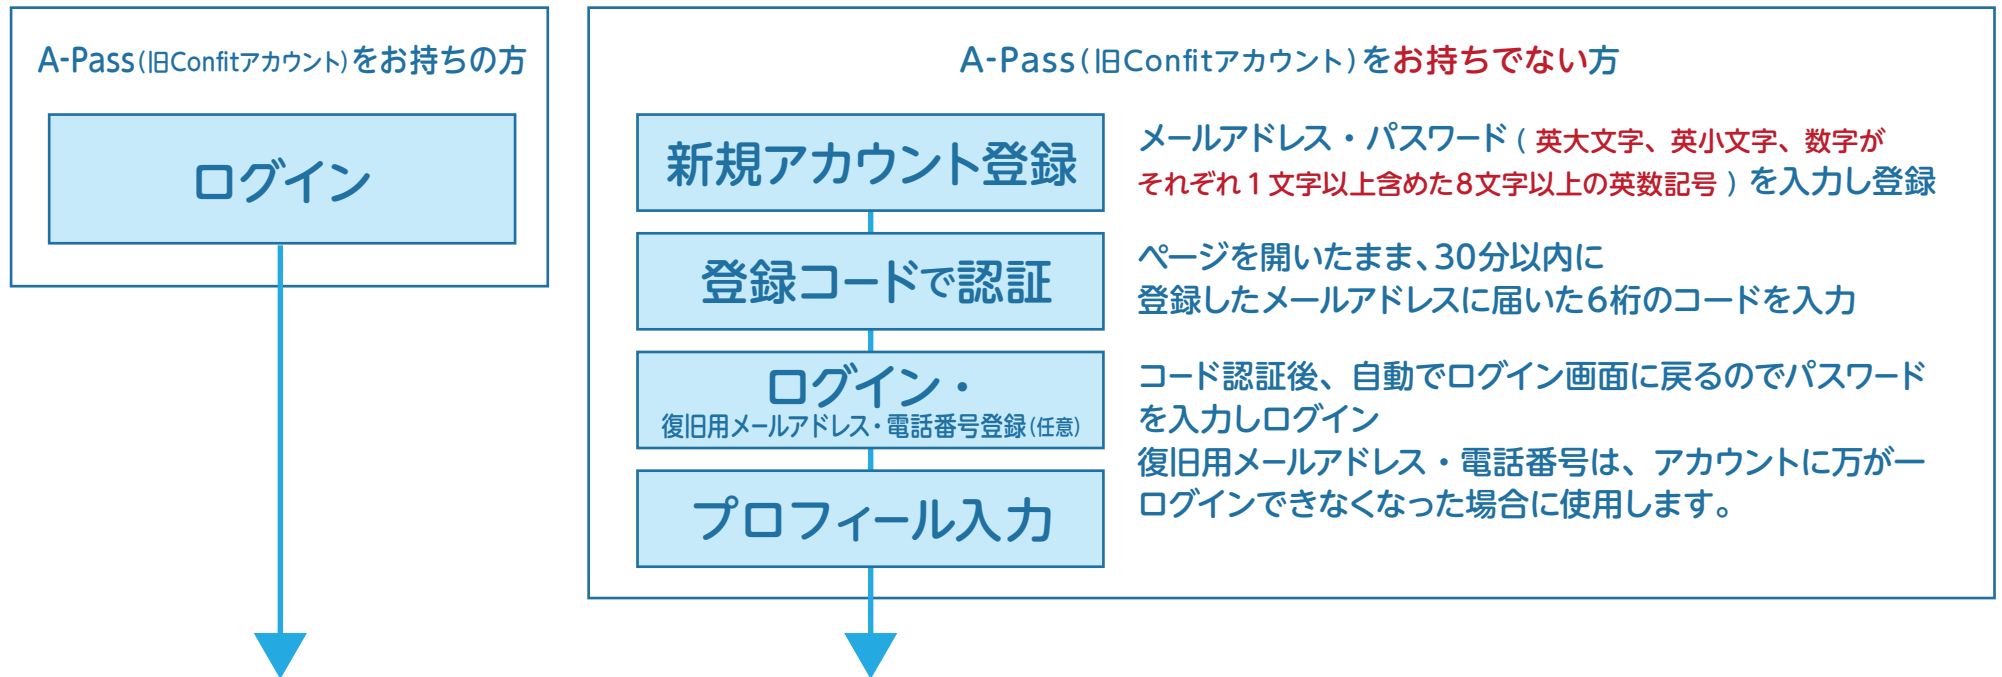 A-Pass(旧Confitアカウント)をお持ちの方
ログイン
A-Pass(旧Confitアカウント)をお持ちでない方
新規アカウント登録
メールアドレス・パスワード(英大文字、英小文字、数字が
それぞれ1文字以上含めた8文字以上の英数記号)を入力し登録
登録コードで認証
ページを開いたまま、30分以内に
登録したメールアドレスに届いた6桁のコードを入力
ログイン・
復旧用メールアドレス・電話番号登録(任意)
コード認証後、自動でログイン画面に戻るのでパスワード
を入力しログイン
復旧用メールアドレス・電話番号は、アカウントに万が一
ログインできなくなった場合に使用します。
プロフィール入力